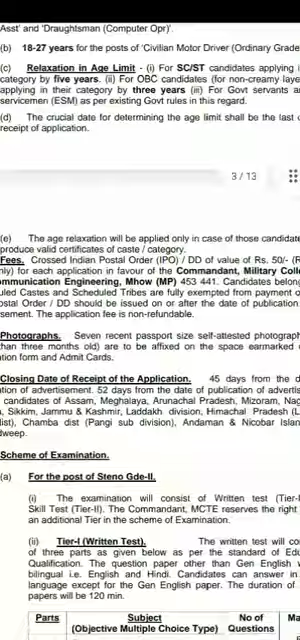 Asst' and 'Draughtsman (Computer Opr)'.
(b) 18-27 years for the posts of 'Civilian Motor Driver (Ordinary Grade
(c) Relaxation in Age Limit - (i) For SC/ST candidates applying i
category by five years. (ii) For OBC candidates (for non-creamy laye
applying in their category by three years (iii) For Govt servants a
servicemen (ESM) as per existing Govt rules in this regard.
(d) The crucial date for determining the age limit shall be the last
receipt of application.
3 / 13
(e) The age relaxation will be applied only in case of those candidate
produce valid certificates of caste / category.
Fees. Crossed Indian Postal Order (IPO) / DD of value of Rs. 50/- (R
nly) for each application in favour of the Commandant, Military Coll
ommunication Engineering, Mhow (MP) 453 441. Candidates belong
uled Castes and Scheduled Tribes are fully exempted from payment o
ostal Order / DD should be issued on or after the date of publication
sement. The application fee is non-refundable.
Photographs. Seven recent passport size self-attested photograph
than three months old) are to be affixed on the space earmarked
ation form and Admit Cards.
Closing Date of Receipt of the Application. 45 days from the d
tion of advertisement. 52 days from the date of publication of advertis
candidates of Assam, Meghalaya, Arunachal Pradesh, Mizoram, Nag
, Sikkim, Jammu & Kashmir, Laddakh division, Himachal Pradesh (L
ist), Chamba dist (Pangi sub division), Andaman & Nicobar Islan
dweep.
Scheme of Examination.
(a) For the post of Steno Gde-II.
(i) The examination will consist of Written test (Tier-I
Skill Test (Tier-II). The Commandant, MCTE reserves the right
an additional Tier in the scheme of Examination.
(ii) Tier-I (Written Test). The written test will co
of three parts as given below as per the standard of Edu
Qualification. The question paper other than Gen English
bilingual i.e. English and Hindi. Candidates can answer in
language except for the Gen English paper. The duration of
papers will be 120 min.
Parts Subject No of Ma
(Objective Multiple Choice Type) Questions